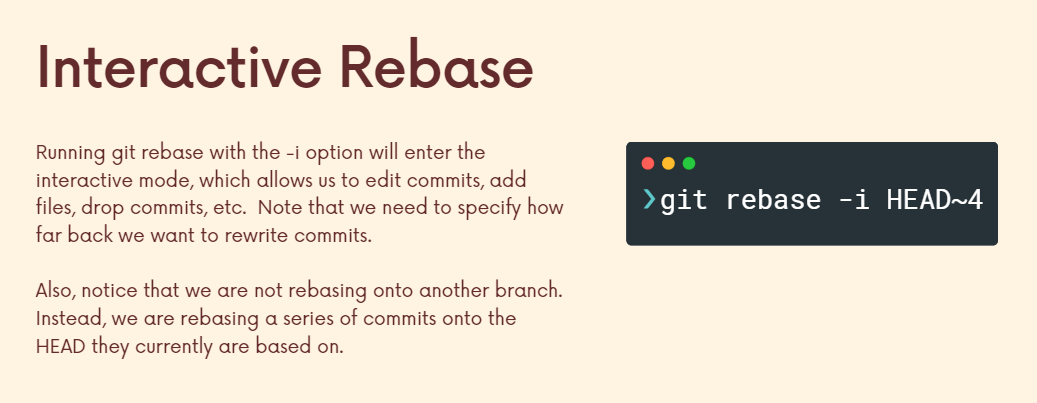 Interactive Rebase
Running git rebase with the -i option will enter the
interactive mode, which allows us to edit commits, add
files, drop commits, etc.  Note that we need to specify how
far back we want to rewrite commits.
Also, notice that we are not rebasing onto another branch.
Instead, we are rebasing a series of commits onto the
HEAD they currently are based on.
❯git rebase -i HEAD~4